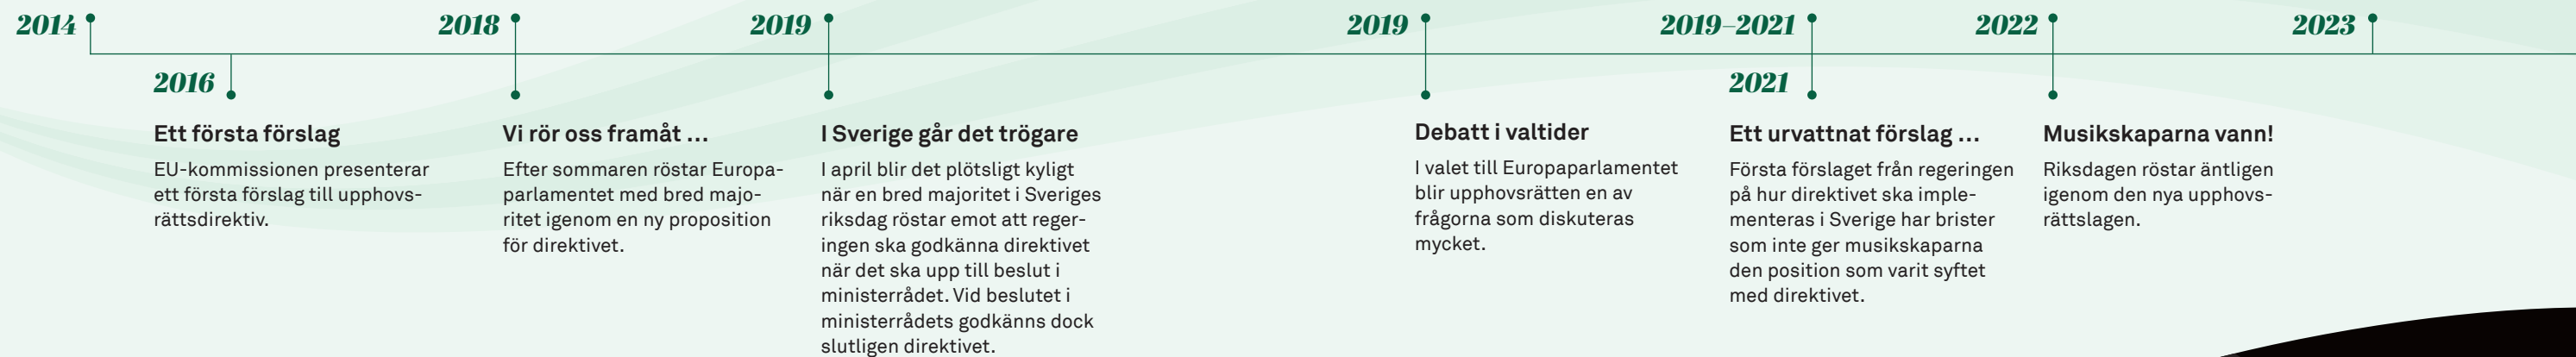 2014
2018
2019
2019
2019–2021
2022
2023
2016
2021
Ett första förslag
EU-kommissionen presenterar
ett första förslag till upphovs-
rättsdirektiv.
Vi rör oss framåt ...
Efter sommaren röstar Europa-
parlamentet med bred majo-
ritet igenom en ny proposition
för direktivet.
I Sverige går det trögare
I april blir det plötsligt kyligt
när en bred majoritet i Sveriges
riksdag röstar emot att reger-
ingen ska godkänna direktivet
när det ska upp till beslut i
ministerrådet. Vid beslutet i
ministerrådets godkänns dock
slutligen direktivet.
Debatt i valtider
I valet till Europaparlamentet
blir upphovsrätten en av
frågorna som diskuteras
mycket.
Ett urvattnat förslag ...
Första förslaget från regeringen
på hur direktivet ska imple-
menteras i Sverige har brister
som inte ger musikskaparna
den position som varit syftet
med direktivet.
Musikskaparna vann!
Riksdagen röstar äntligen
igenom den nya upphovs-
rättslagen.